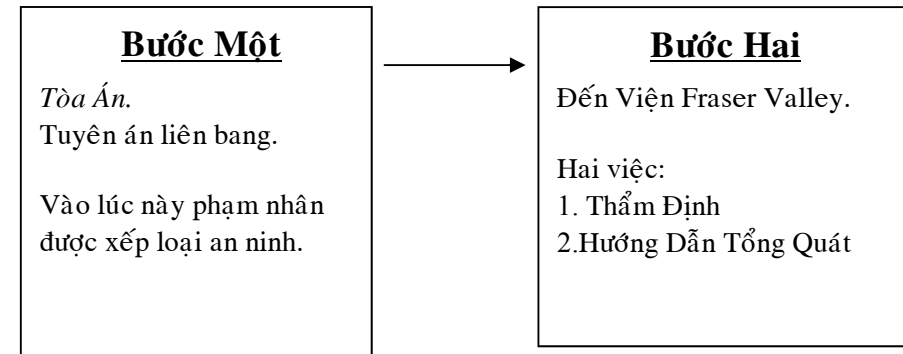 Bước Một
Tòa Án.
Tuyên án liên bang.
Vào lúc này phạm nhân
được xếp loại an ninh.
Bước Hai
Đến Viện Fraser Valley.
Hai việc:
1. Thẩm Định
2.Hướng Dẫn Tổng Quát